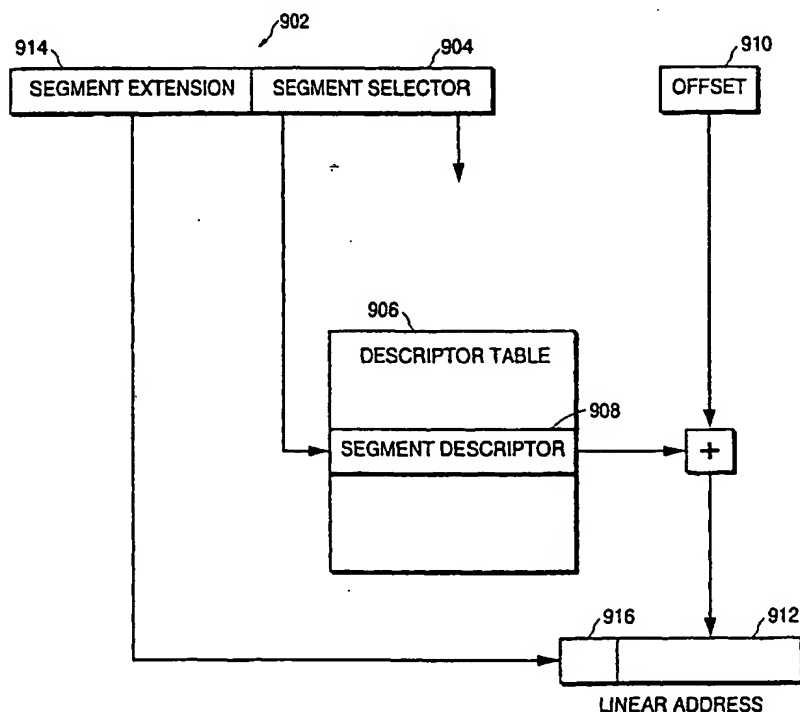 902
914
904
910
SEGMENT EXTENSION
SEGMENT SELECTOR
OFFSET
906
DESCRIPTOR TABLE
908
SEGMENT DESCRIPTOR
+
916
912
LINEAR ADDRESS